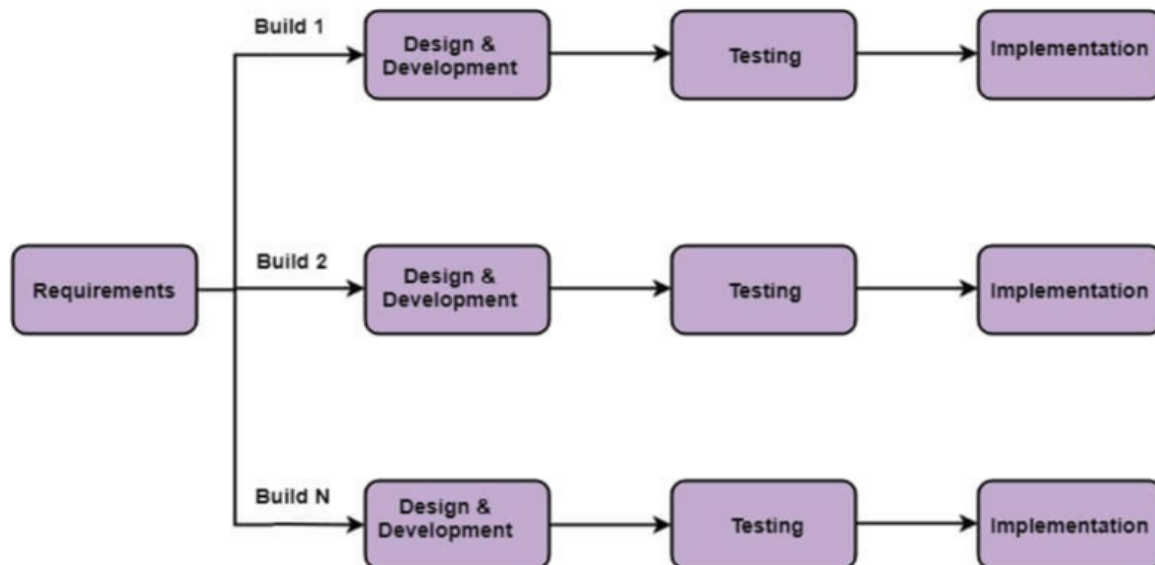 Build 1
Design &
Development
Testing
Implementation
Requirements
Build 2
Design &
Development
Testing
Implementation
Build N
Design &
Development
Testing
Implementation